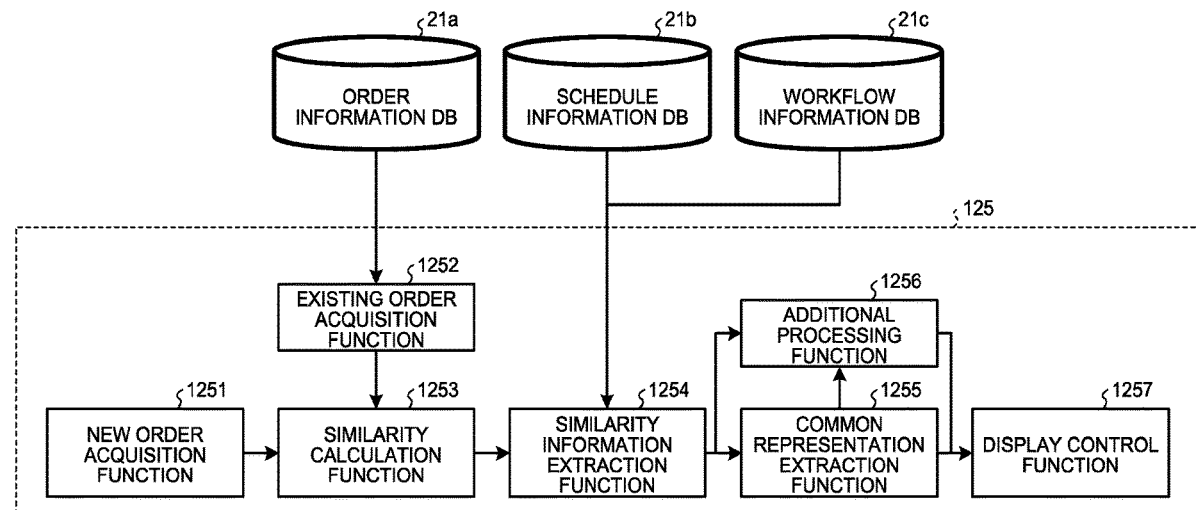 21a
21b
21c
ORDER
INFORMATION DB
SCHEDULE
INFORMATION DB
WORKFLOW
INFORMATION DB
125
1252
EXISTING ORDER
ACQUISITION
FUNCTION
1256
ADDITIONAL
PROCESSING
FUNCTION
1251
NEW ORDER
ACQUISITION
FUNCTION
1253
SIMILARITY
CALCULATION
FUNCTION
1254
SIMILARITY
INFORMATION
EXTRACTION
FUNCTION
1255
COMMON
REPRESENTATION
EXTRACTION
FUNCTION
1257
DISPLAY CONTROL
FUNCTION